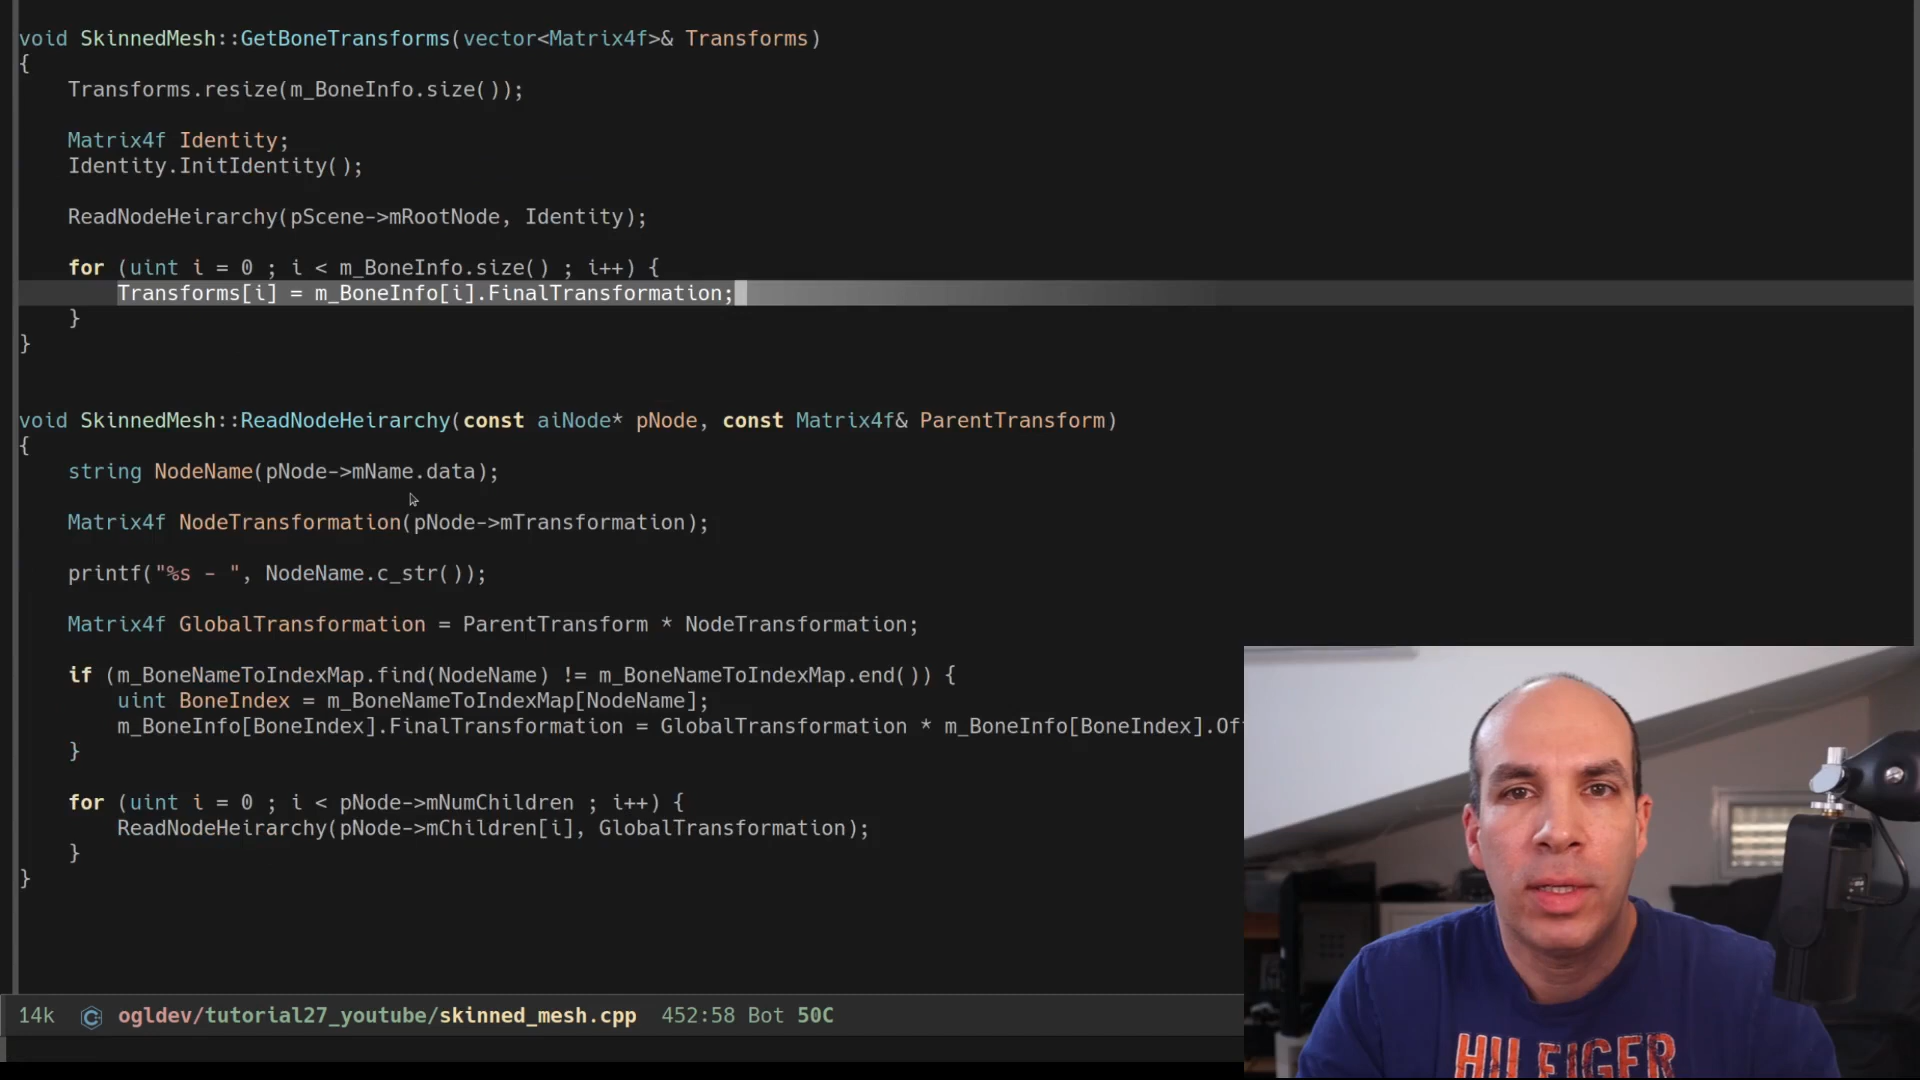 void SkinnedMesh::GetBoneTransforms(vector<Matrix4f>& Transforms)
{
    Transforms.resize(m_BoneInfo.size());
    Matrix4f Identity;
    Identity.InitIdentity();
    ReadNodeHeirarchy(pScene->mRootNode, Identity);
    for (uint i = 0 ; i < m_BoneInfo.size() ; i++) {
        Transforms[i] = m_BoneInfo[i].FinalTransformation;
    }
}
void SkinnedMesh::ReadNodeHeirarchy(const aiNode* pNode, const Matrix4f& ParentTransform)
{
    string NodeName(pNode->mName.data);
    Matrix4f NodeTransformation(pNode->mTransformation);
    printf("%s - ", NodeName.c_str());
    Matrix4f GlobalTransformation = ParentTransform * NodeTransformation;
    if (m_BoneNameToIndexMap.find(NodeName) != m_BoneNameToIndexMap.end()) {
        uint BoneIndex = m_BoneNameToIndexMap[NodeName];
        m_BoneInfo[BoneIndex].FinalTransformation = GlobalTransformation * m_BoneInfo[BoneIndex].Of
    }
    for (uint i = 0 ; i < pNode->mNumChildren ; i++) {
        ReadNodeHeirarchy(pNode->mChildren[i], GlobalTransformation);
    }
}
14k ogldev/tutorial27_youtube/skinned_mesh.cpp 452:58 Bot 50C
HILFIGER